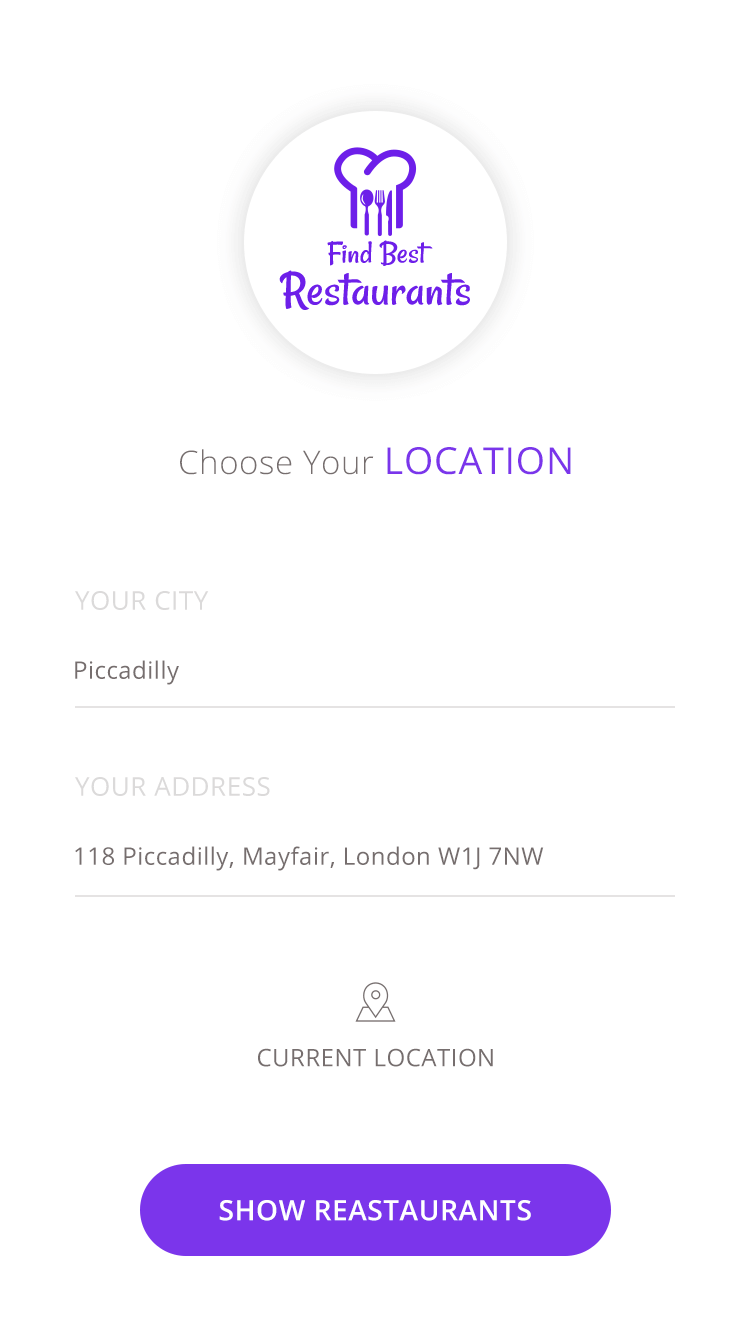 Find Best
Restaurants
Choose Your LOCATION
YOUR CITY
Piccadilly
YOUR ADDRESS
118 Piccadilly, Mayfair, London W1J 7NW
CURRENT LOCATION
SHOW REASTAURANTS